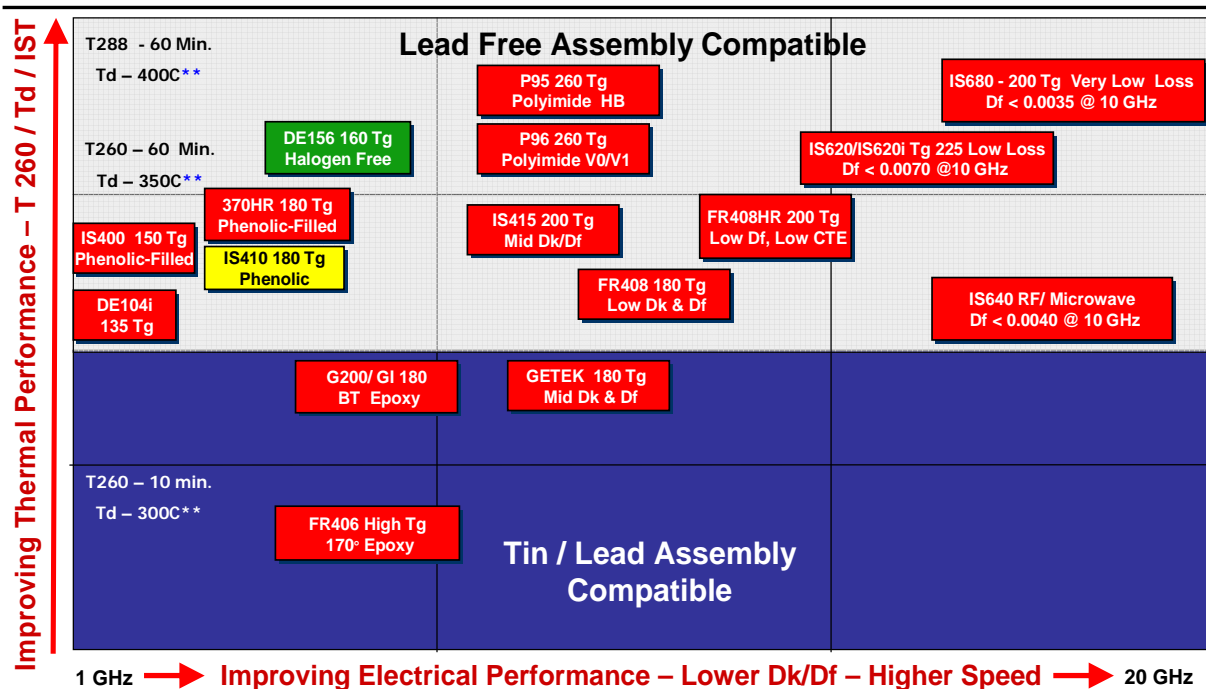 Improving Thermal Performance – T 260 / Td / IST
Lead Free Assembly Compatible
T288 - 60 Min.
Td – 400C**
P95 260 Tg
Polyimide HB
IS680 - 200 Tg Very Low Loss
Df < 0.0035 @ 10 GHz
DE156 160 Tg
Halogen Free
P96 260 Tg
Polyimide V0/V1
IS620/IS620i Tg 225 Low Loss
Df < 0.0070 @10 GHz
T260 – 60 Min.
Td – 350C**
370HR 180 Tg
Phenolic-Filled
IS400 150 Tg
Phenolic-Filled
IS410 180 Tg
Phenolic
IS415 200 Tg
Mid Dk/Df
FR408HR 200 Tg
Low Df, Low CTE
FR408 180 Tg
Low Dk & Df
DE104i
135 Tg
IS640 RF/ Microwave
Df < 0.0040 @ 10 GHz
G200/ GI 180
BT Epoxy
GETEK 180 Tg
Mid Dk & Df
T260 – 10 min.
Td – 300C**
FR406 High Tg
170° Epoxy
Tin / Lead Assembly
Compatible
1 GHz
Improving Electrical Performance – Lower Dk/Df – Higher Speed
20 GHz